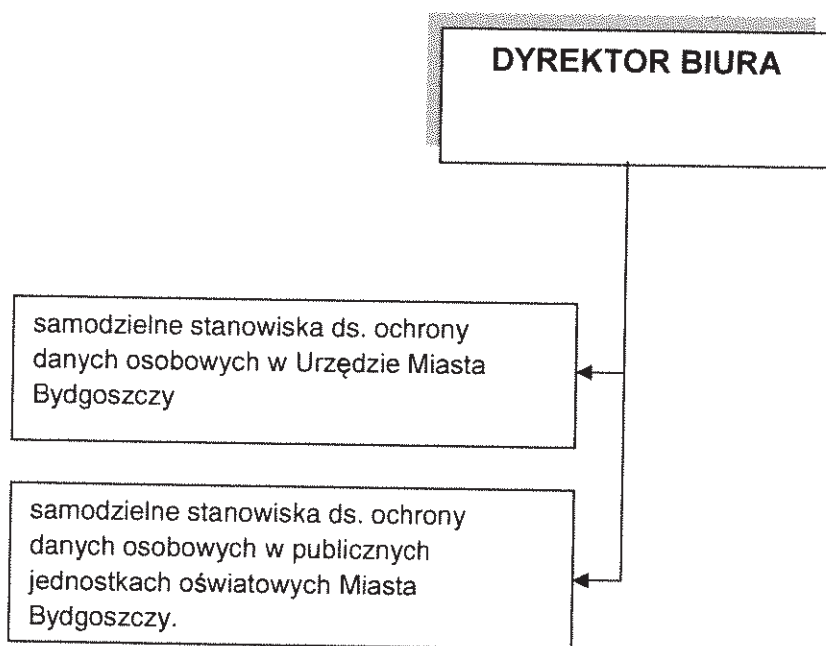 DYREKTOR BIURA
samodzielne stanowiska ds. ochrony
danych osobowych w Urzędzie Miasta
Bydgoszczy
samodzielne stanowiska ds. ochrony
danych osobowych w publicznych
jednostkach oświatowych Miasta
Bydgoszczy.